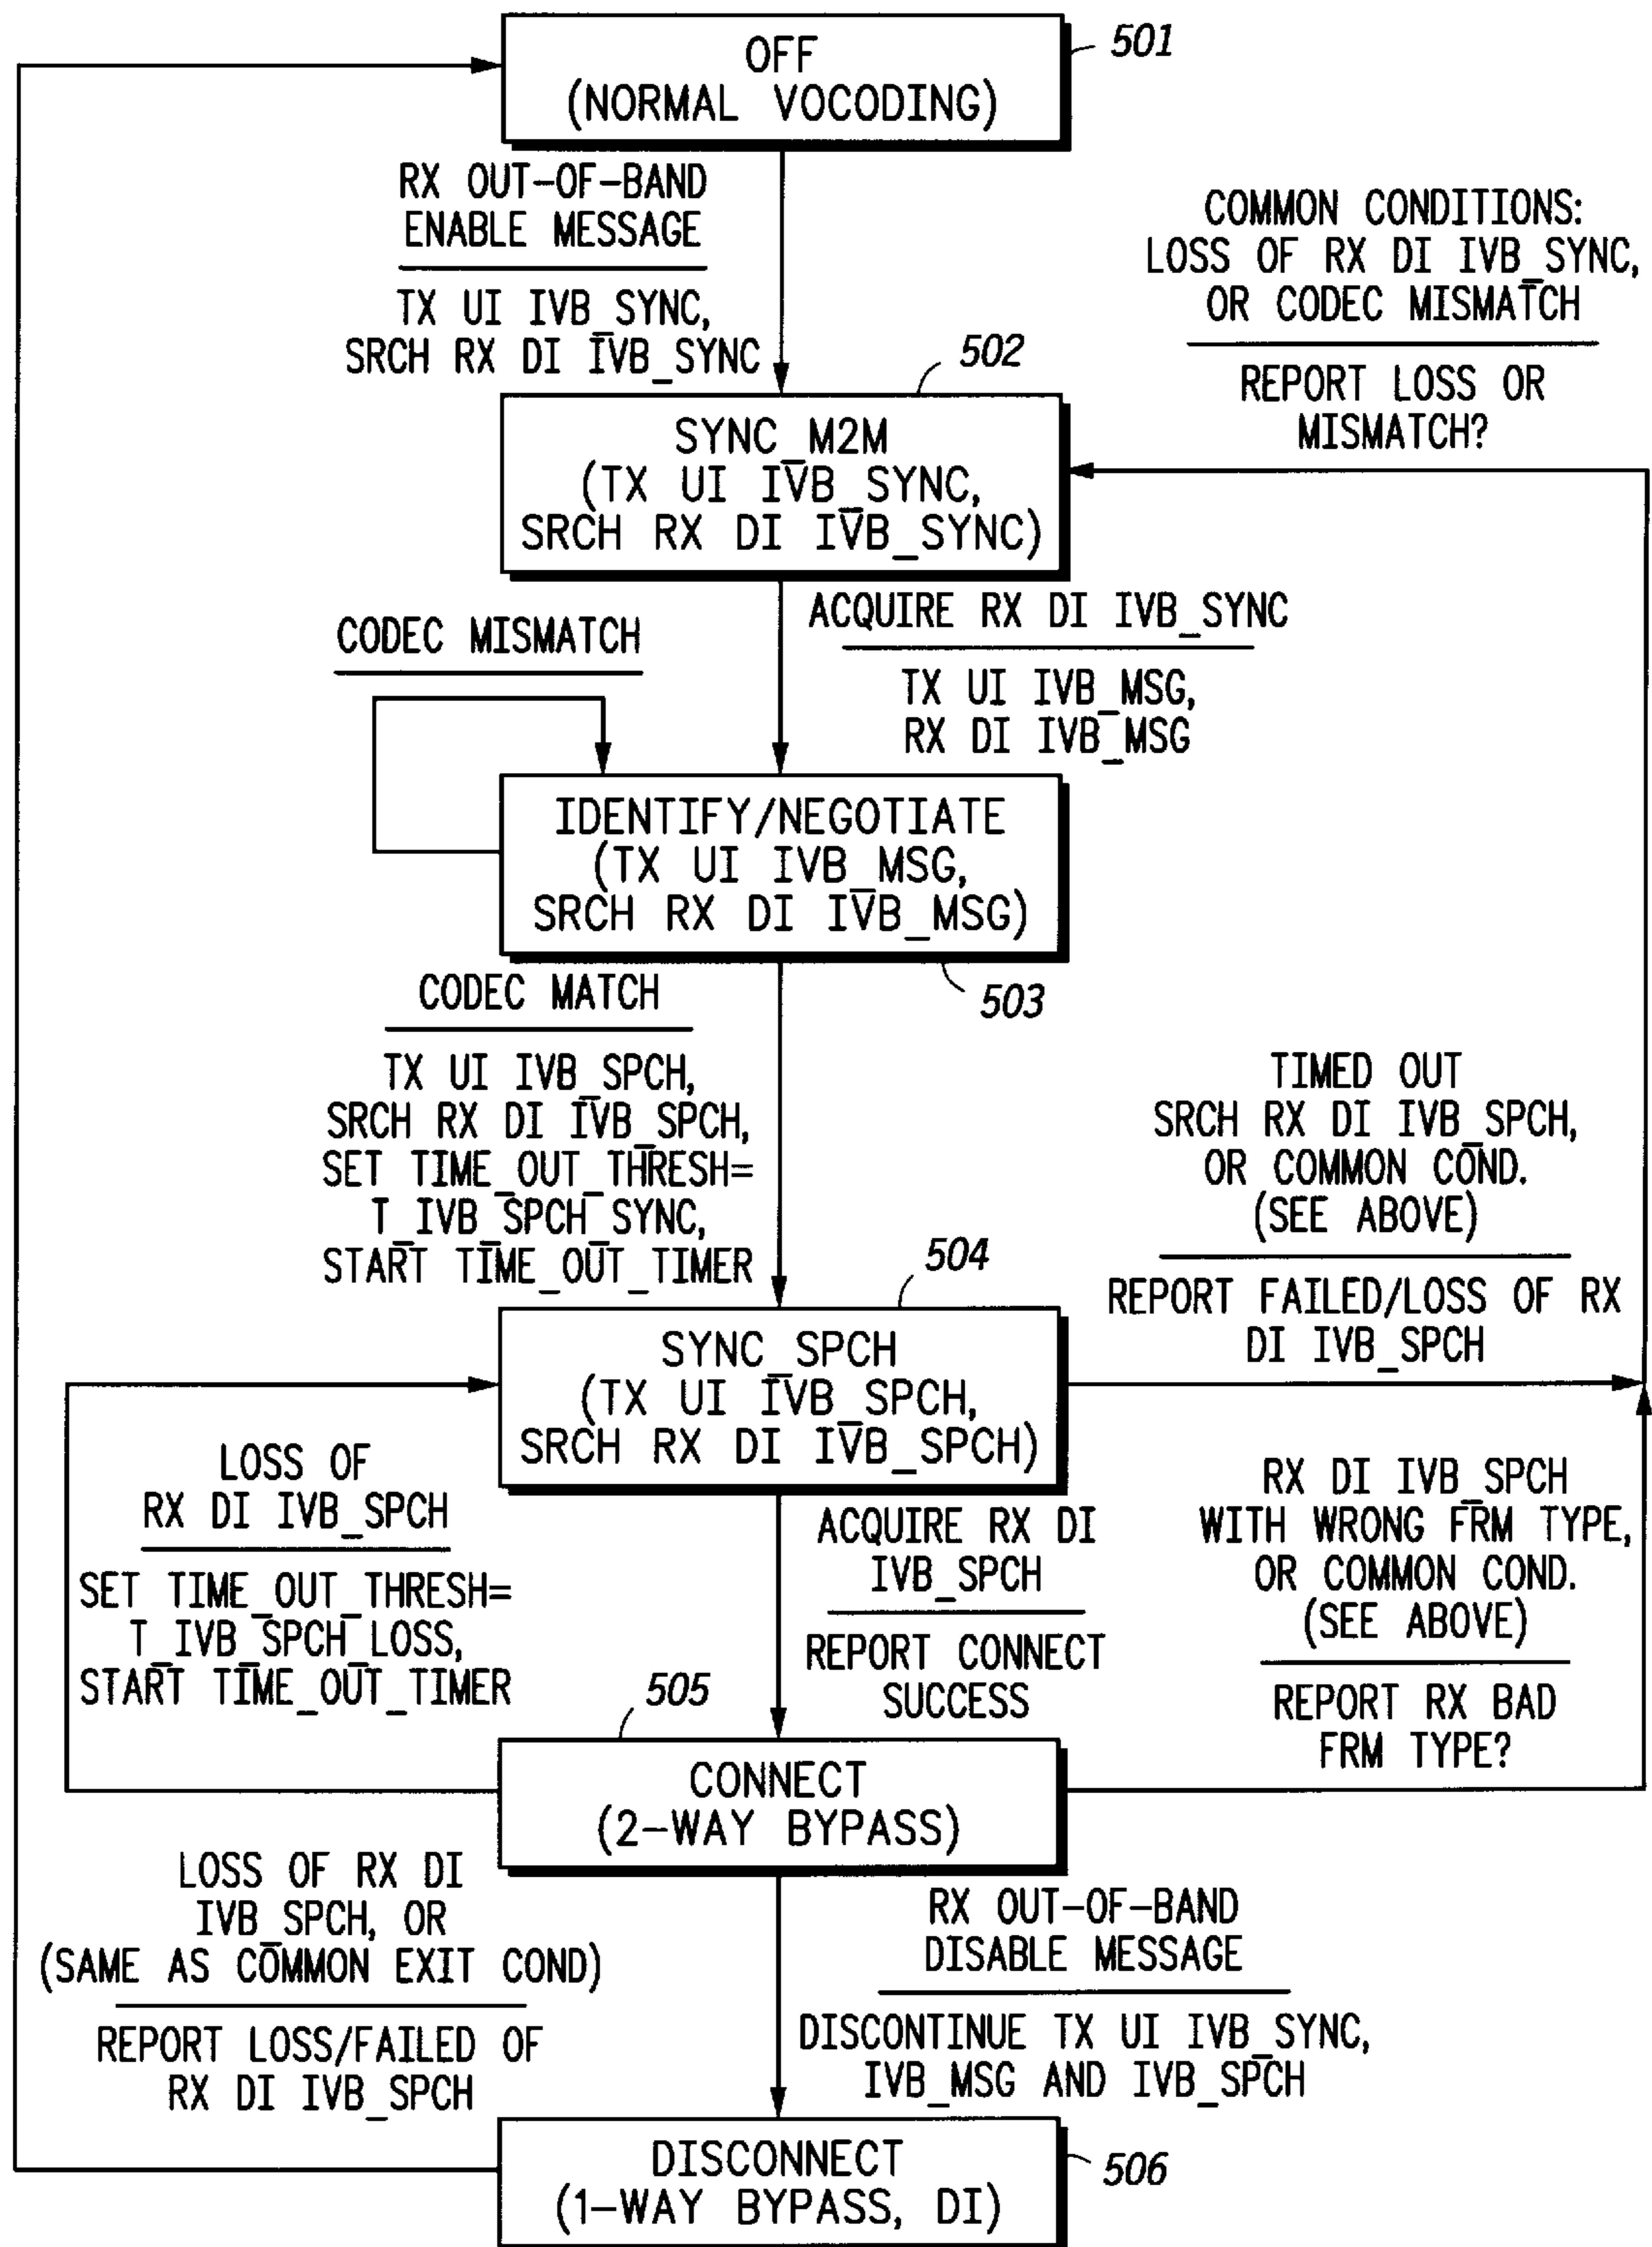 OFF
(NORMAL VOCODING)
501
RX OUT-OF-BAND
ENABLE MESSAGE
TX UI IVB_SYNC,
SRCH RX DI IVB_SYNC
COMMON CONDITIONS:
LOSS OF RX DI IVB_SYNC,
OR CODEC MISMATCH
REPORT LOSS OR
MISMATCH?
502
SYNC_M2M
(TX UI IVB_SYNC,
SRCH RX DI IVB_SYNC)
CODEC MISMATCH
ACQUIRE RX DI IVB_SYNC
TX UI IVB_MSG,
RX DI IVB_MSG
IDENTIFY/NEGOTIATE
(TX UI IVB_MSG,
SRCH RX DI IVB_MSG)
503
CODEC MATCH
TX UI IVB_SPCH,
SRCH RX DI IVB_SPCH,
SET TIME_OUT_THRESH=
T_IVB_SPCH_SYNC,
START TIME_OUT_TIMER
TIMED OUT
SRCH RX DI IVB_SPCH,
OR COMMON COND.
(SEE ABOVE)
REPORT FAILED/LOSS OF RX
DI IVB_SPCH
504
SYNC_SPCH
(TX UI IVB_SPCH,
SRCH RX DI IVB_SPCH)
LOSS OF
RX DI IVB_SPCH
SET TIME_OUT_THRESH=
T_IVB_SPCH_LOSS,
START TIME_OUT_TIMER
ACQUIRE RX DI
IVB_SPCH
REPORT CONNECT
SUCCESS
RX DI IVB_SPCH
WITH WRONG FRM TYPE,
OR COMMON COND.
(SEE ABOVE)
REPORT RX BAD
FRM TYPE?
505
CONNECT
(2-WAY BYPASS)
LOSS OF RX DI
IVB_SPCH, OR
(SAME AS COMMON EXIT COND)
REPORT LOSS/FAILED OF
RX DI IVB_SPCH
RX OUT-OF-BAND
DISABLE MESSAGE
DISCONTINUE TX UI IVB_SYNC,
IVB_MSG AND IVB_SPCH
DISCONNECT
(1-WAY BYPASS, DI)
506